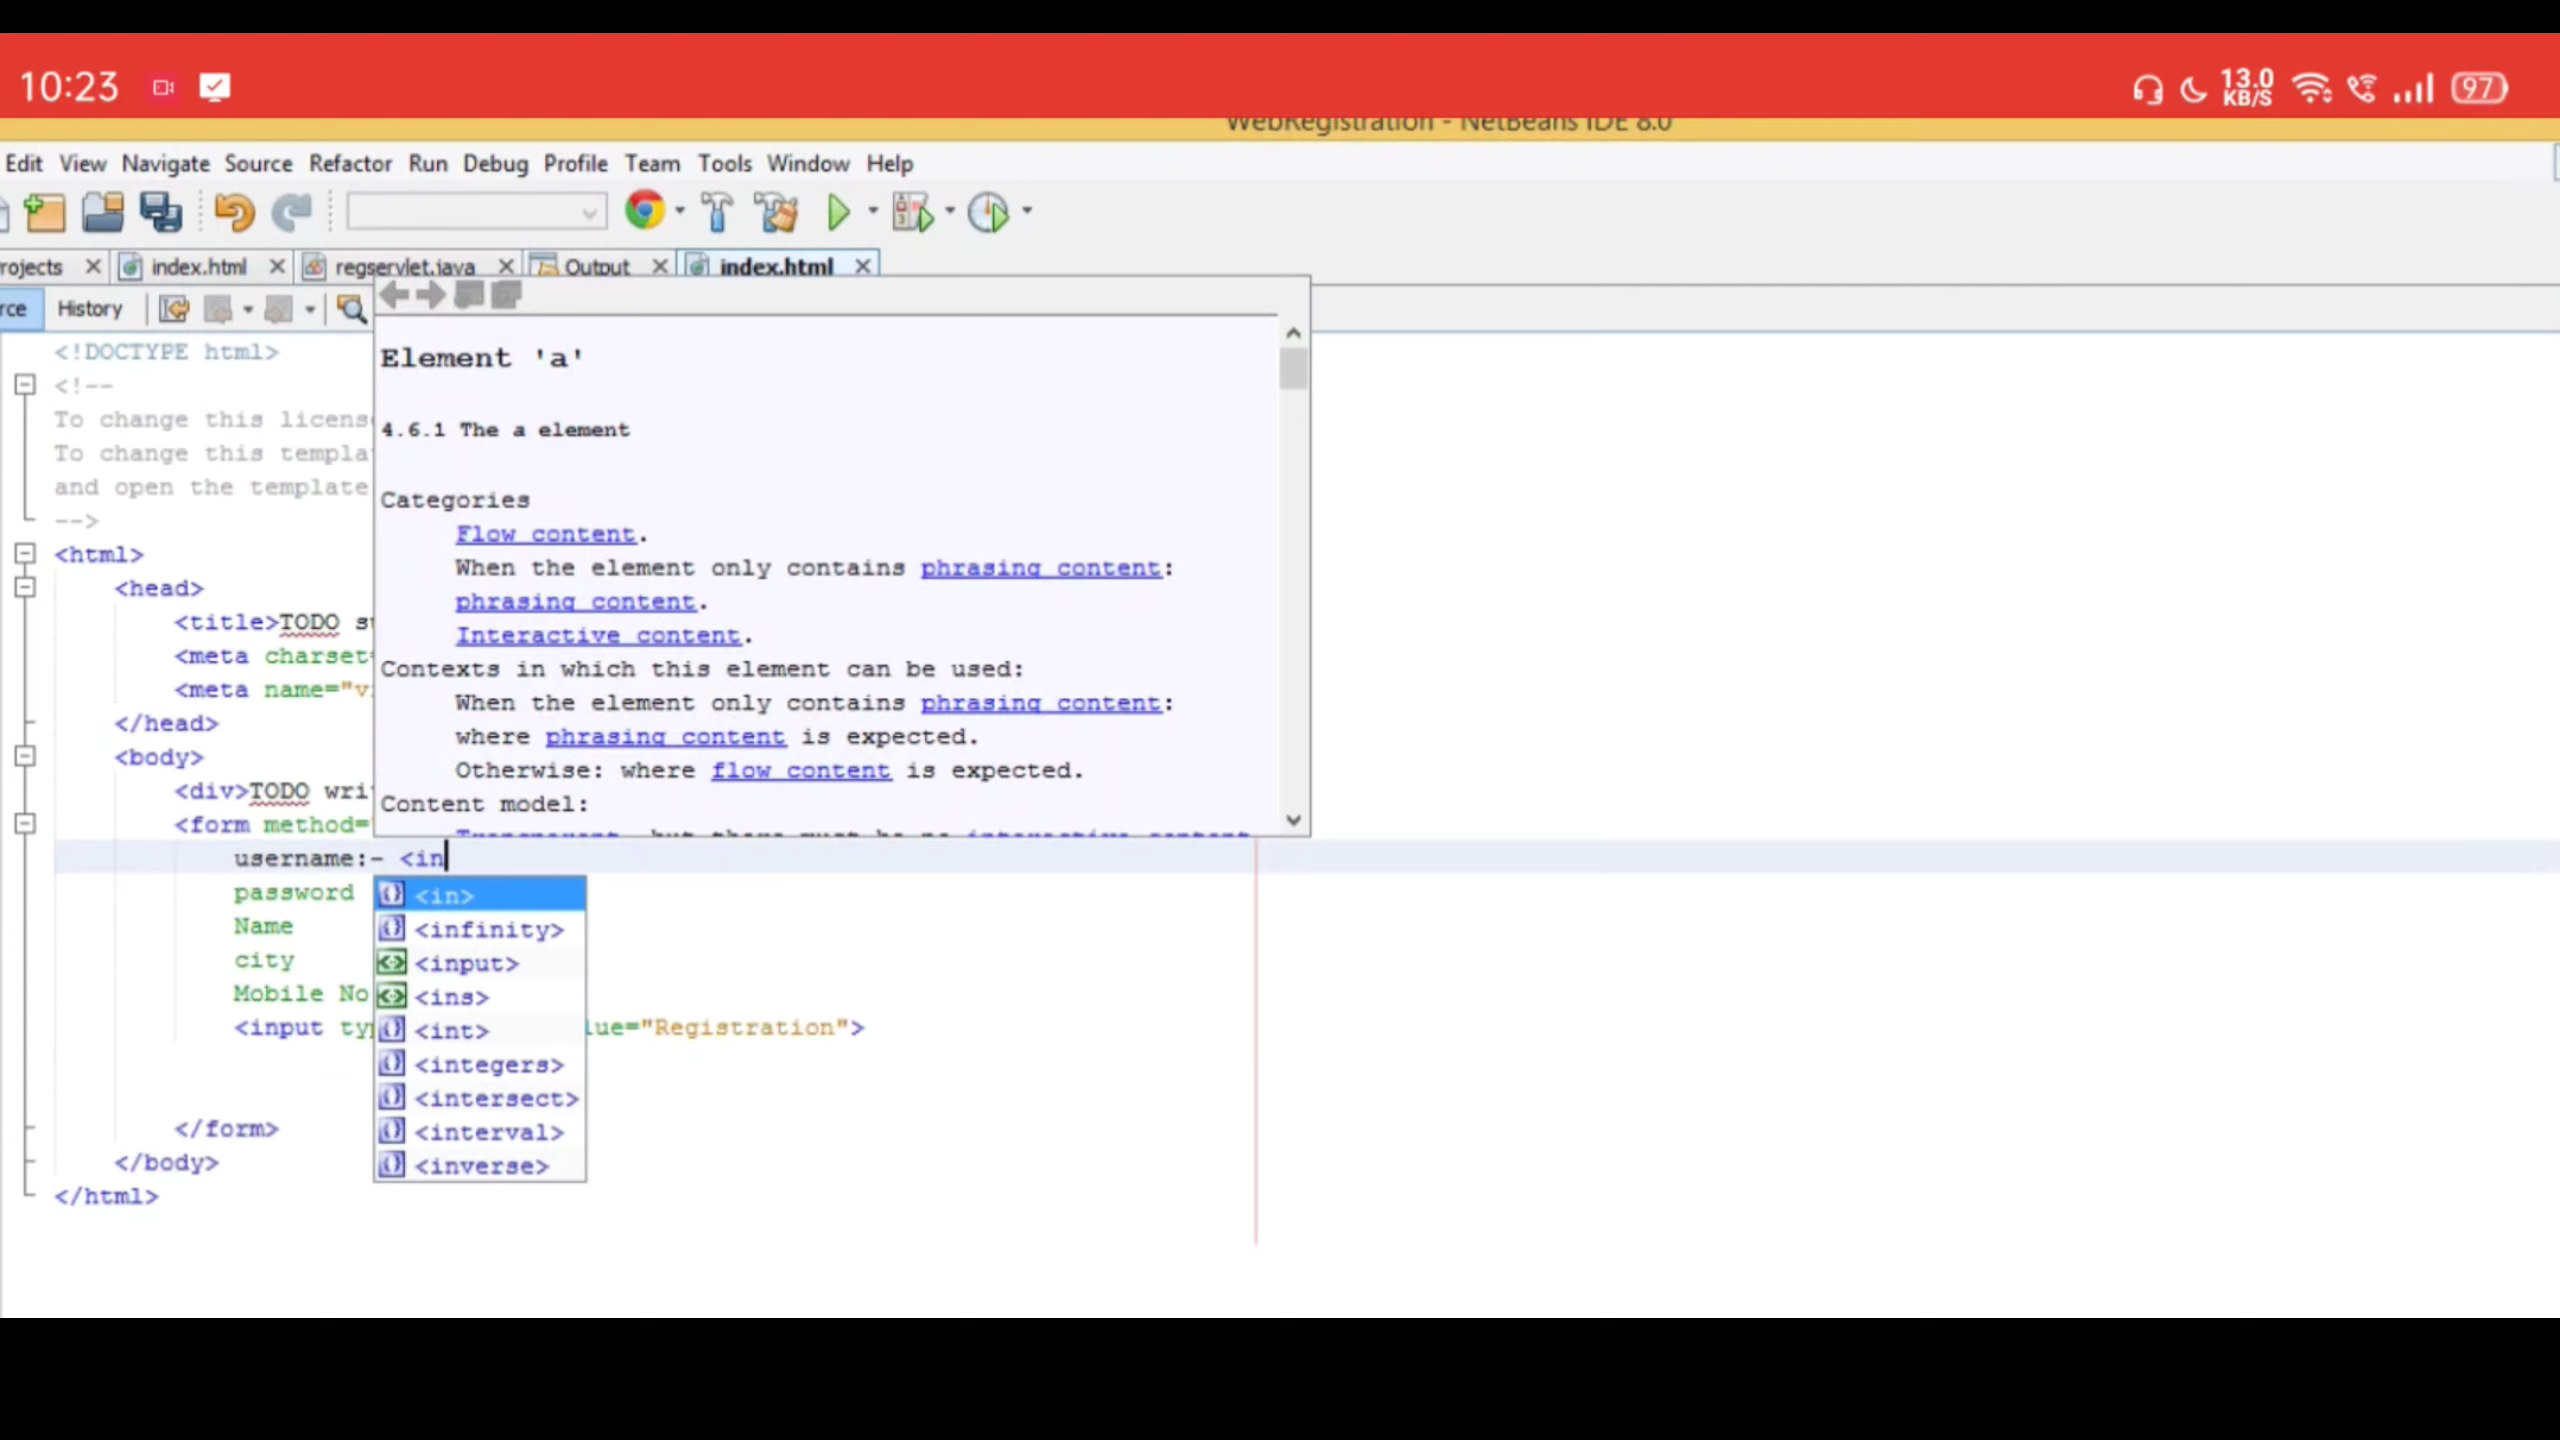 10:23
13.0
KB/S
97
WebRegistration - NetBeans IDE 8.0
Edit View Navigate Source Refactor Run Debug Profile Team Tools Window Help
rojects index.html regservlet.java Output index.html
rce History
Element 'a'
4.6.1 The a element
Categories
Flow content.
When the element only contains phrasing content:
phrasing content.
Interactive content.
Contexts in which this element can be used:
When the element only contains phrasing content:
where phrasing content is expected.
Otherwise: where flow content is expected.
Content model:
<!DOCTYPE html>
<!--
To change this licens
To change this templa
and open the template
-->
<html>
<head>
<title>TODO s
<meta charset=
<meta name="v
</head>
<body>
<div>TODO wri
<form method=
username:- <in
password
Name
city
Mobile No
<input ty lue="Registration">
</form>
</body>
</html>
<in>
<infinity>
<input>
<ins>
<int>
<integers>
<intersect>
<interval>
<inverse>